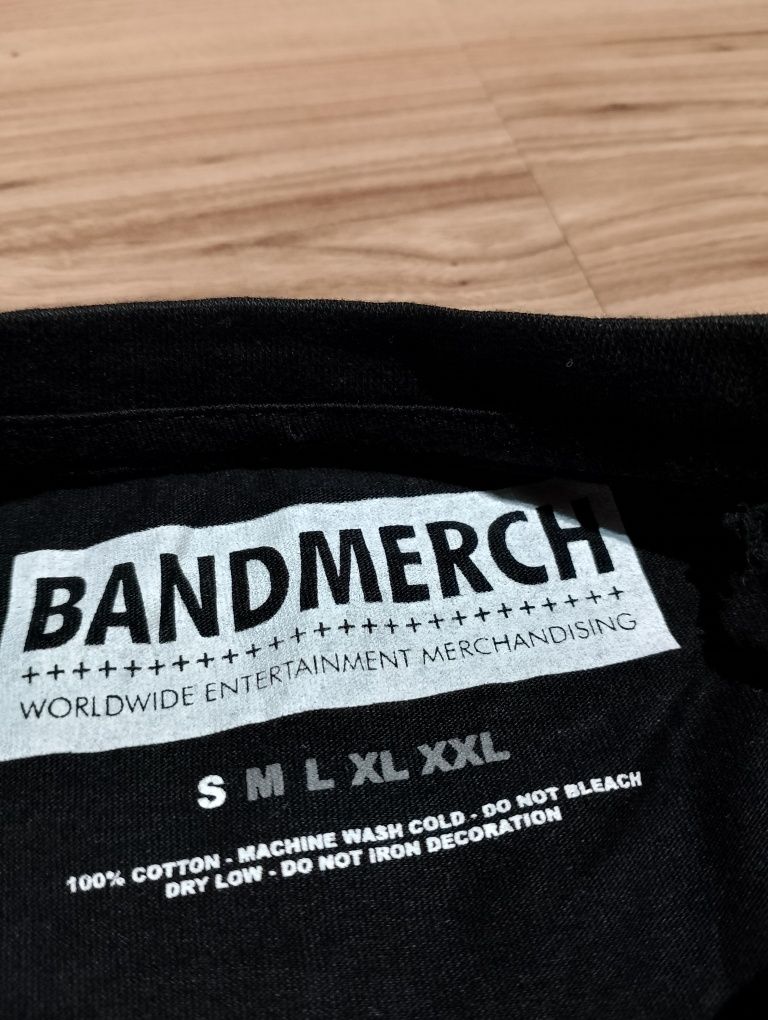 BANDMERCH
++++++++++++++++++++++++++++++
WORLDWIDE ENTERTAINMENT MERCHANDISING
S M L XL XXL
100% COTTON - MACHINE WASH COLD - DO NOT BLEACH
DRY LOW - DO NOT IRON DECORATION